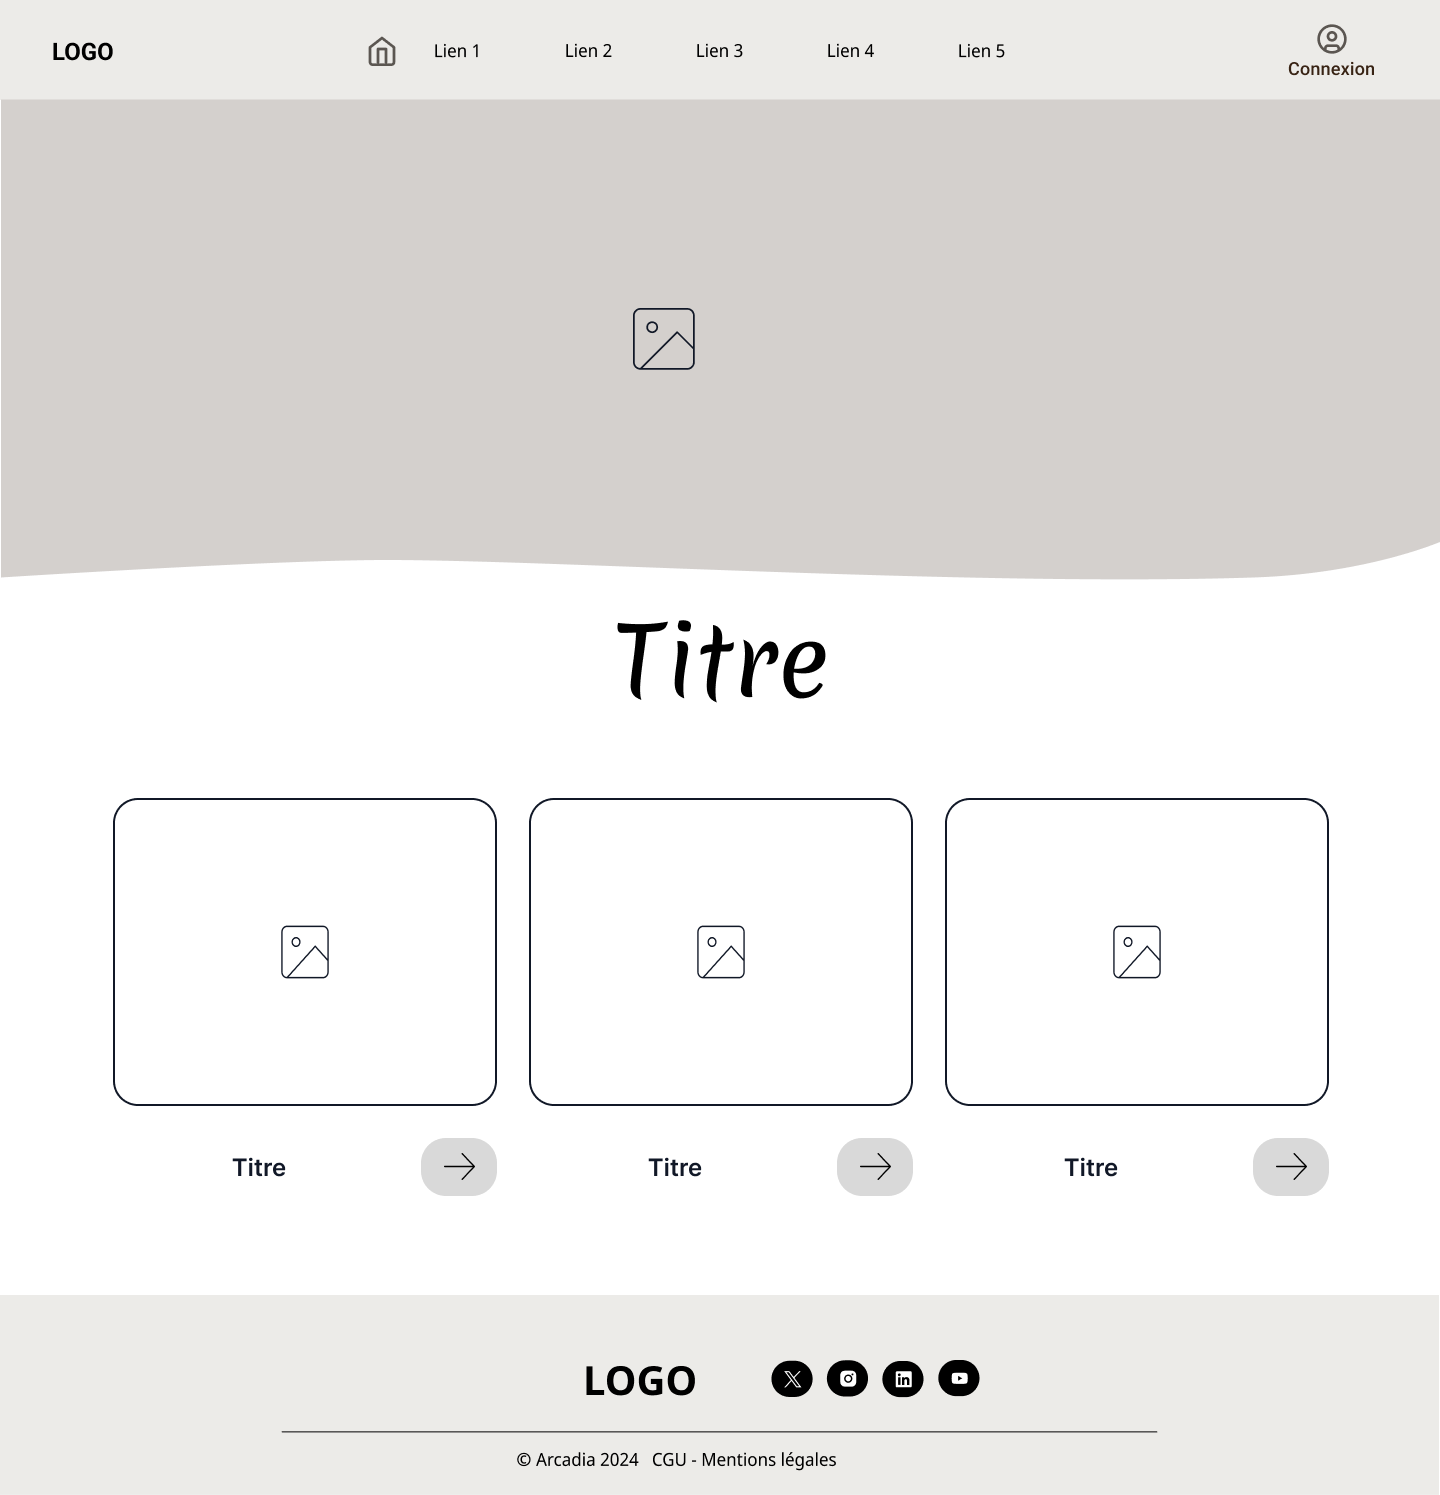 LOGO Lien 1 Lien 2 Lien 3 Lien 4 Lien 5 Connexion
Titre
Titre Titre Titre
LOGO
© Arcadia 2024 CGU - Mentions légales